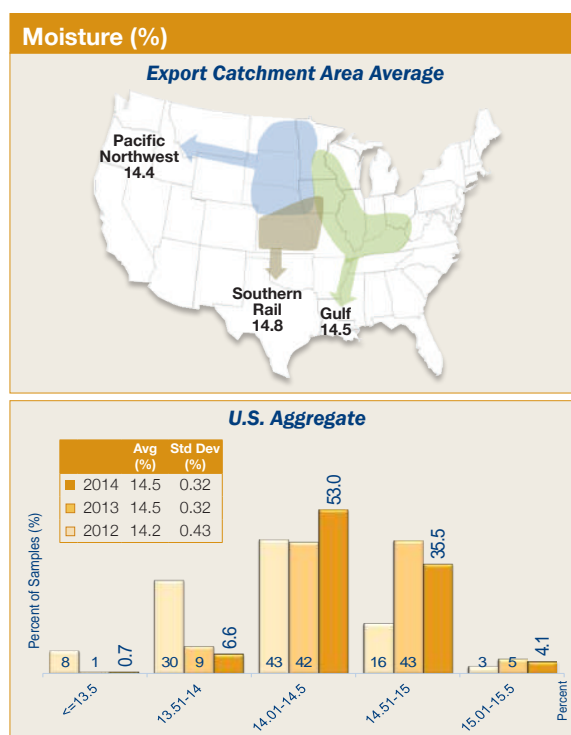 Moisture (%)
Export Catchment Area Average
Pacific
Northwest
14.4
Southern
Rail
14.8
Gulf
14.5
U.S. Aggregate
Avg Std Dev
(%) (%)
2014 14.5 0.32
2013 14.5 0.32
2012 14.2 0.43
Percent of Samples (%)
8 1 0.7
30 9 6.6
43 42 53.0
16 43 35.5
3 5 4.1
<=13.5 13.51-14 14.01-14.5 14.51-15 15.01-15.5
Percent